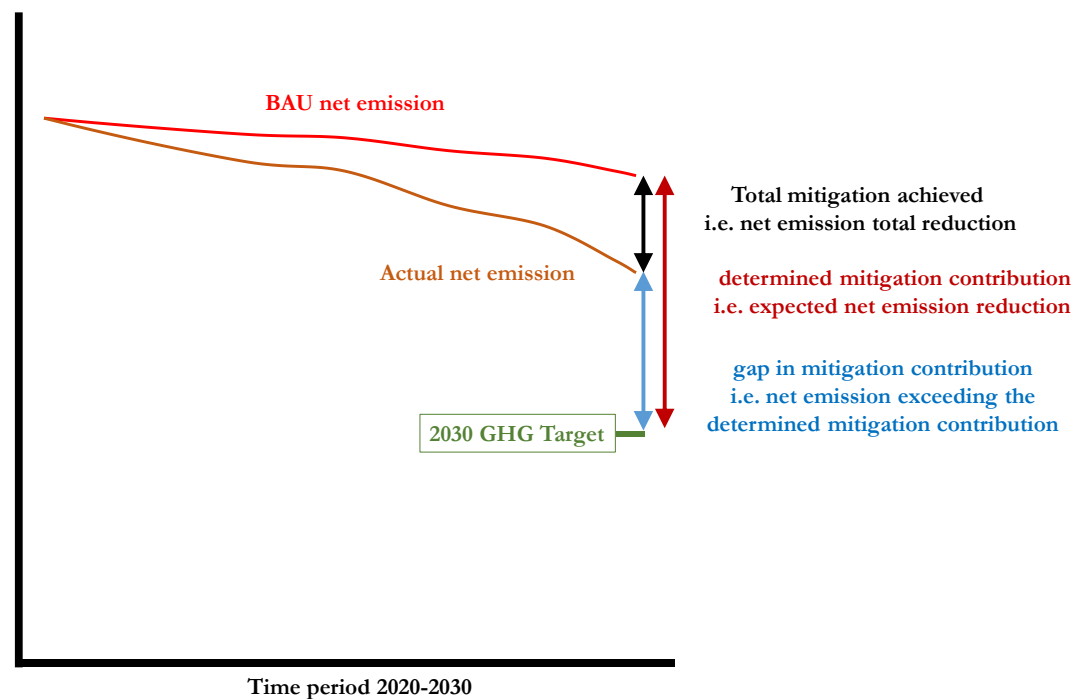 BAU net emission
Total mitigation achieved
i.e. net emission total reduction
Actual net emission
determined mitigation contribution
i.e. expected net emission reduction
gap in mitigation contribution
i.e. net emission exceeding the
determined mitigation contribution
2030 GHG Target
Time period 2020-2030